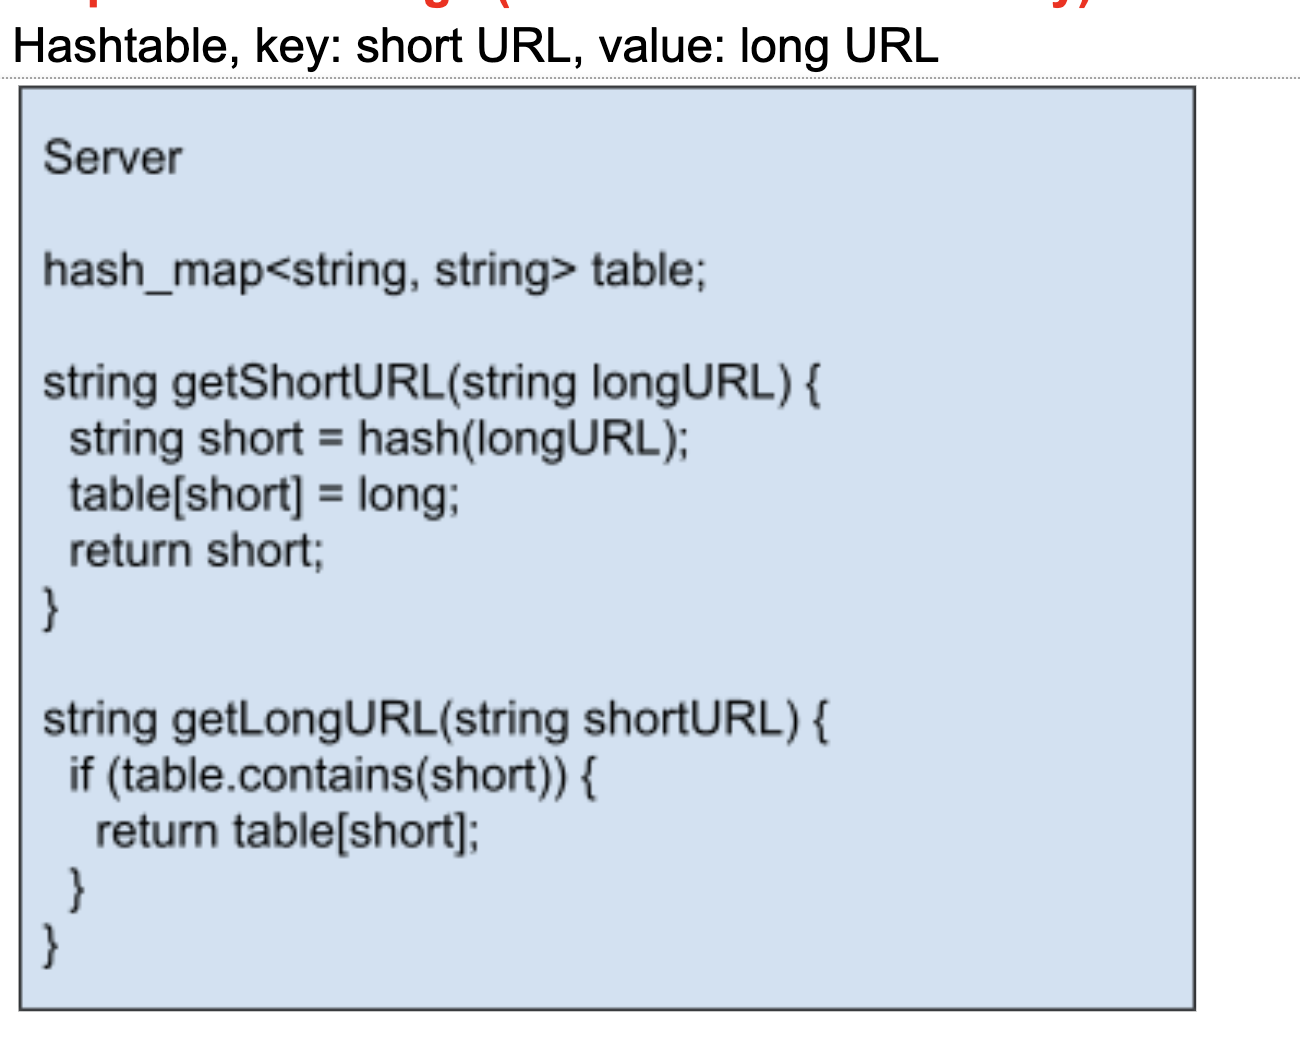 Hashtable, key: short URL, value: long URL
Server
hash_map<string, string> table;
string getShortURL(string longURL) {
string short = hash(longURL);
table[short] = long;
return short;
}
string getLongURL(string shortURL) {
if (table.contains(short)) {
return table[short];
}
}